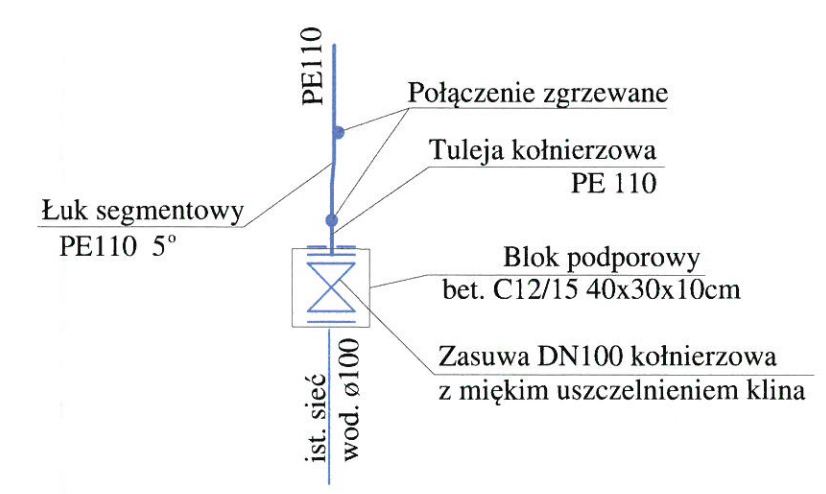 PE110
Połączenie zgrzewane
Tuleja kołnierzowa
PE 110
Łuk segmentowy
PE110 5°
Blok podporowy
bet. C12/15 40x30x10cm
Zasuwa DN100 kołnierzowa
z miękim uszczelnieniem klina
ist. sieć
wod. ø100